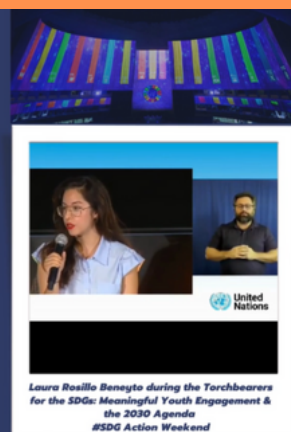 United
Nations
Laura Rosillo Beneyto during the Torchbearers
for the SDGs: Meaningful Youth Engagement &
the 2030 Agenda
#SDG Action Weekend